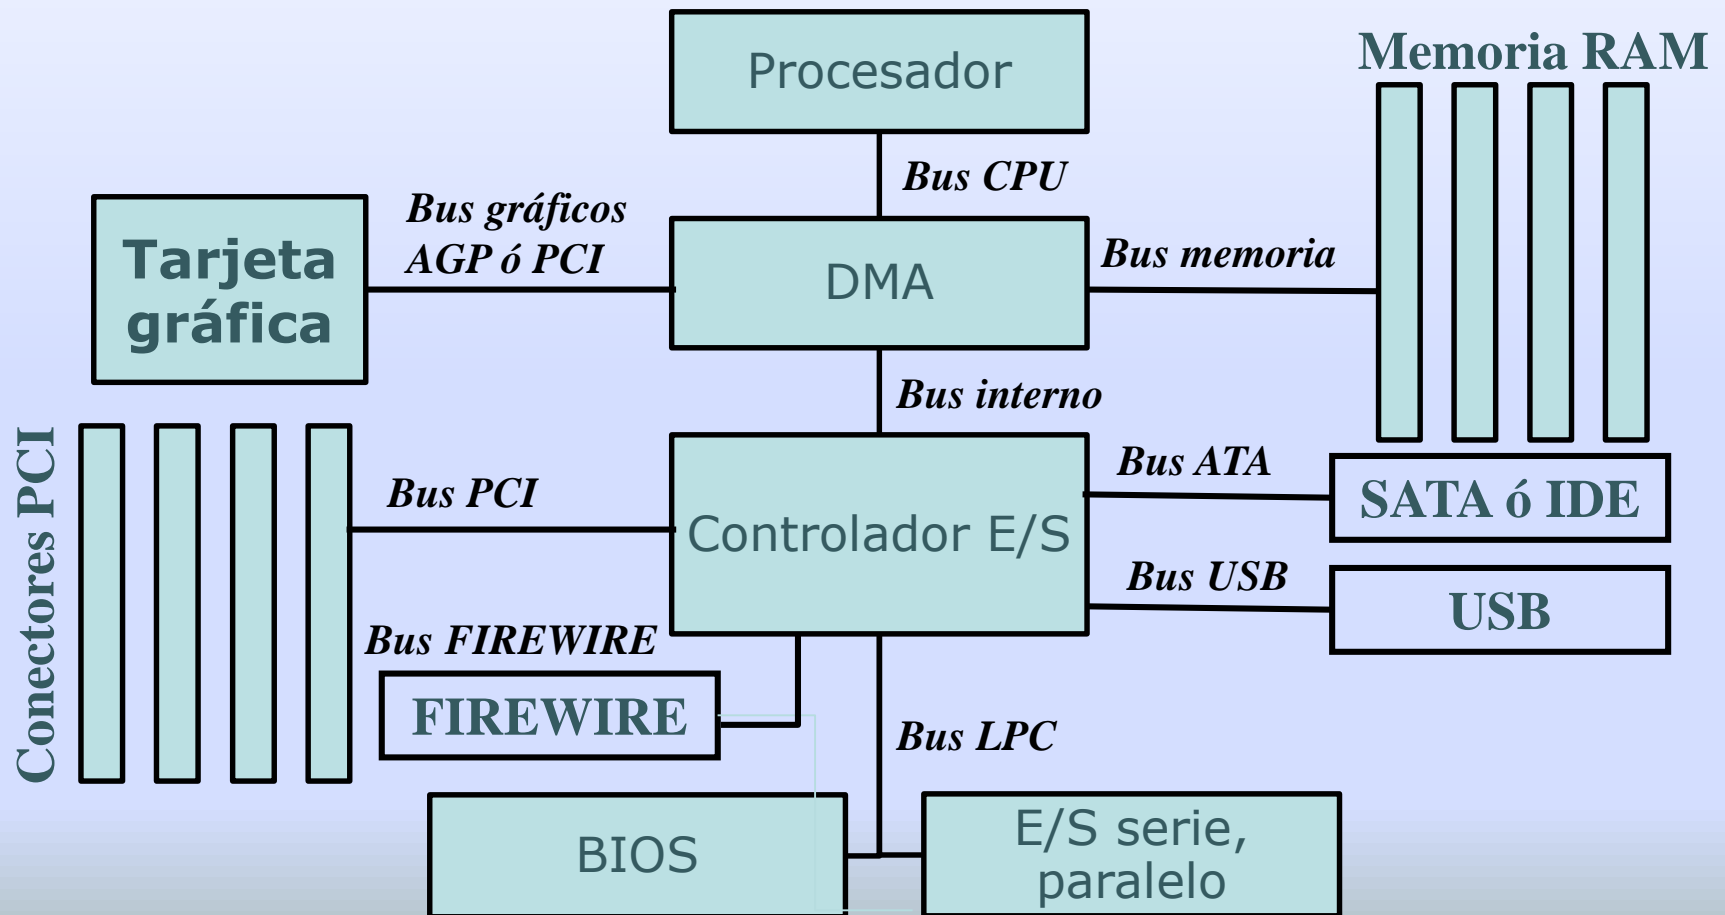 Procesador
Memoria RAM
Bus CPU
Bus gráficos
AGP ó PCI
Tarjeta
gráfica
DMA
Bus memoria
Bus interno
Conectores PCI
Bus PCI
Controlador E/S
Bus ATA
SATA ó IDE
Bus USB
USB
Bus FIREWIRE
FIREWIRE
Bus LPC
BIOS
E/S serie,
paralelo